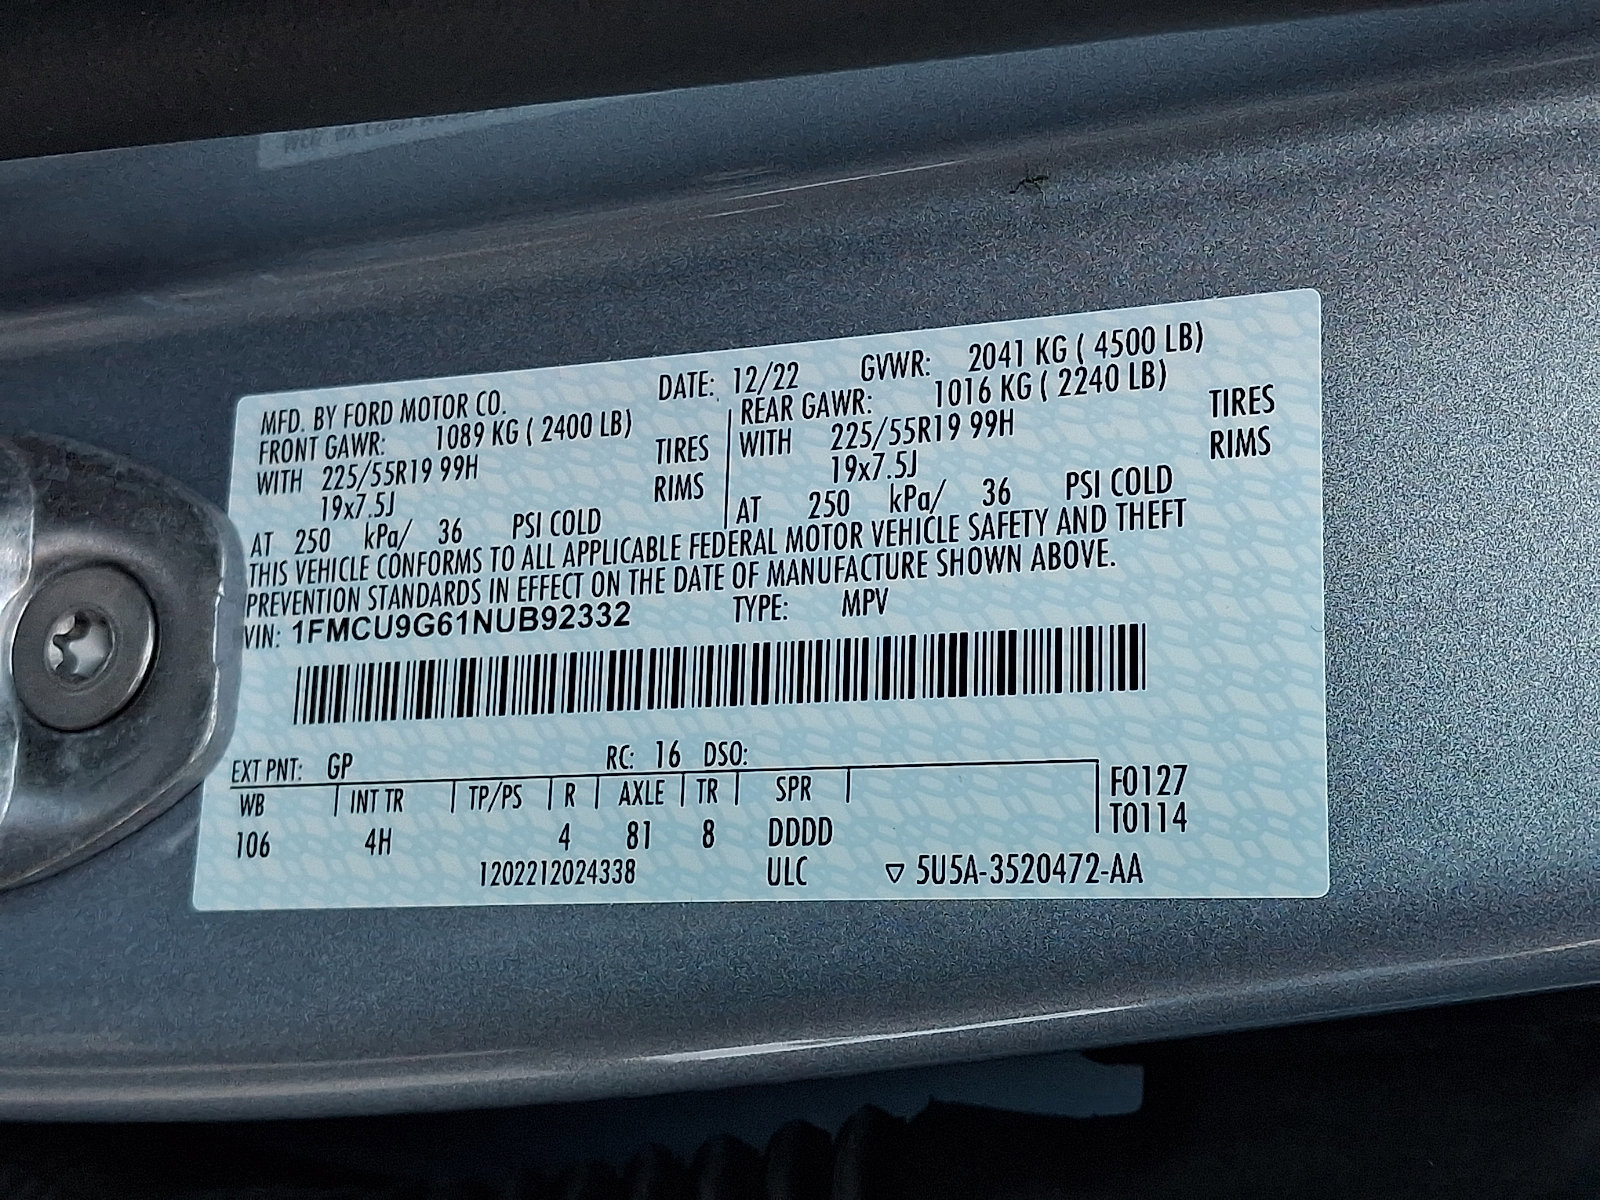 MFD. BY FORD MOTOR CO. DATE: 12/22 GVWR: 2041 KG ( 4500 LB)
FRONT GAWR: 1089 KG ( 2400 LB) REAR GAWR: 1016 KG ( 2240 LB)
WITH 225/55R19 99H TIRES WITH 225/55R19 99H TIRES
19x7.5J RIMS 19x7.5J RIMS
AT 250 kPa/ 36 PSI COLD AT 250 kPa/ 36 PSI COLD
THIS VEHICLE CONFORMS TO ALL APPLICABLE FEDERAL MOTOR VEHICLE SAFETY AND THEFT
PREVENTION STANDARDS IN EFFECT ON THE DATE OF MANUFACTURE SHOWN ABOVE.
VIN: 1FMCU9G61NUB92332 TYPE: MPV
EXT PNT: GP RC: 16 DSO:
WB INT TR TP/PS R AXLE TR SPR F0127
106 4H 4 81 8 DDDD T0114
1202212024338 ULC ▽ 5U5A-3520472-AA